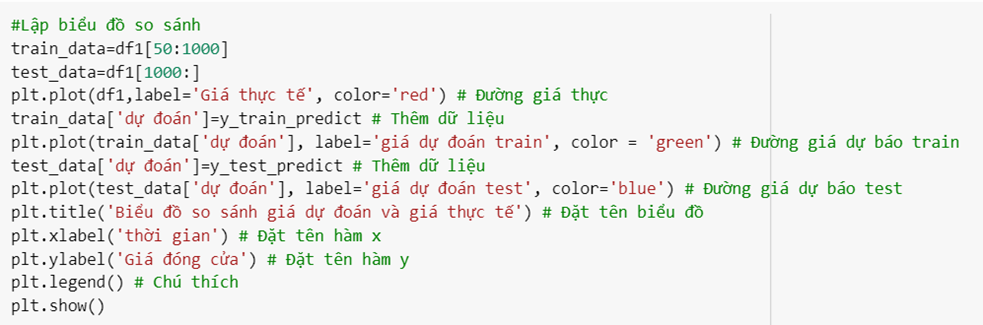 #Lập biểu đồ so sánh
train_data=df1[50:1000]
test_data=df1[1000:]
plt.plot(df1,label='Giá thực tế', color='red') # Đường giá thực
train_data['dự đoán']=y_train_predict # Thêm dữ liệu
plt.plot(train_data['dự đoán'], label='giá dự đoán train', color = 'green') # Đường giá dự báo train
test_data['dự đoán']=y_test_predict # Thêm dữ liệu
plt.plot(test_data['dự đoán'], label='giá dự đoán test', color='blue') # Đường giá dự báo test
plt.title('Biểu đồ so sánh giá dự đoán và giá thực tế') # Đặt tên biểu đồ
plt.xlabel('thời gian') # Đặt tên hàm x
plt.ylabel('Giá đóng cửa') # Đặt tên hàm y
plt.legend() # Chú thích
plt.show()